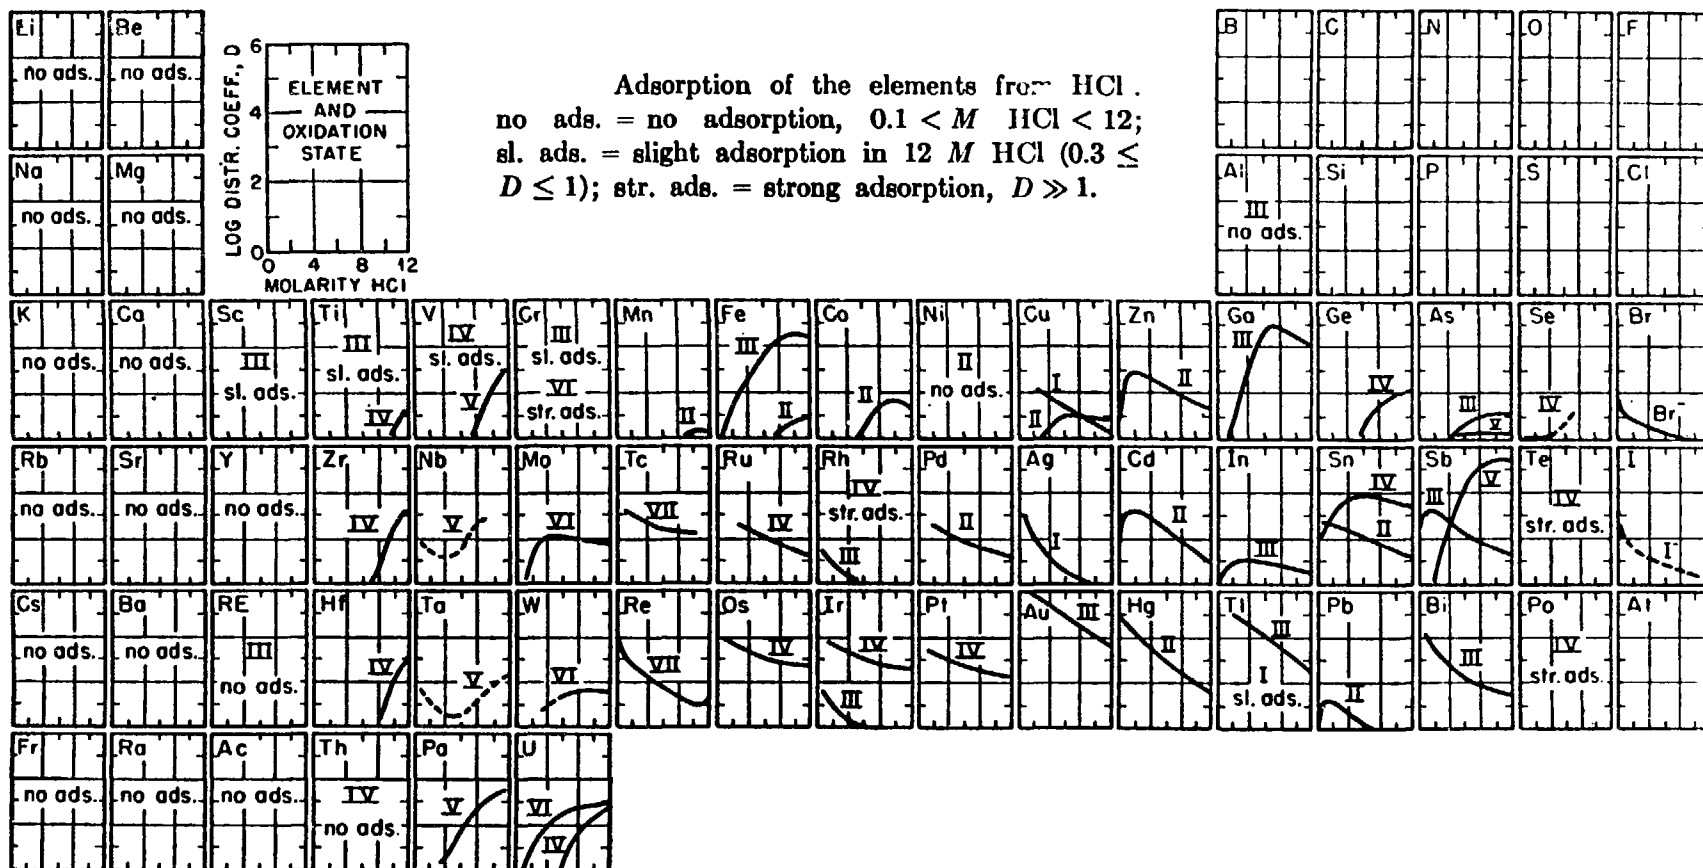 Li
no ads.
Be
no ads.
LOG DISTR. COEFF., D
6
4
2
0
ELEMENT
AND
OXIDATION
STATE
0 4 8 12
MOLARITY HCl
Adsorption of the elements from HCl.
no ads. = no adsorption, 0.1 < M HCl < 12;
sl. ads. = slight adsorption in 12 M HCl (0.3 ≤
D ≤ 1); str. ads. = strong adsorption, D ≫ 1.
B
C
N
O
F
Na
no ads.
Mg
no ads.
Al
III
no ads.
Si
P
S
Cl
K
no ads.
Ca
no ads.
Sc
III
sl. ads.
Ti
III
sl. ads.
IV
V
IV
sl. ads.
V
Cr
III
sl. ads.
VI
str. ads.
Mn
II
Fe
III
II
Co
II
Ni
II
no ads.
Cu
I
II
Zn
II
Ga
III
Ge
IV
As
III
V
Se
IV
Br
Br⁻
Rb
no ads.
Sr
no ads.
Y
no ads.
Zr
IV
Nb
V
Mo
VI
Tc
VII
Ru
IV
Rh
IV
str. ads.
III
Pd
II
Ag
I
Cd
II
In
III
Sn
IV
II
Sb
III
V
Te
IV
str. ads.
I
I⁻
Cs
no ads.
Ba
no ads.
RE
III
no ads.
Hf
IV
Ta
V
W
VI
Re
VII
Os
IV
Ir
IV
III
Pt
IV
Au
III
Hg
II
Tl
III
I
sl. ads.
Pb
II
Bi
III
Po
IV
str. ads.
At
Fr
no ads.
Ra
no ads.
Ac
no ads.
Th
IV
no ads.
Pa
V
U
VI
IV